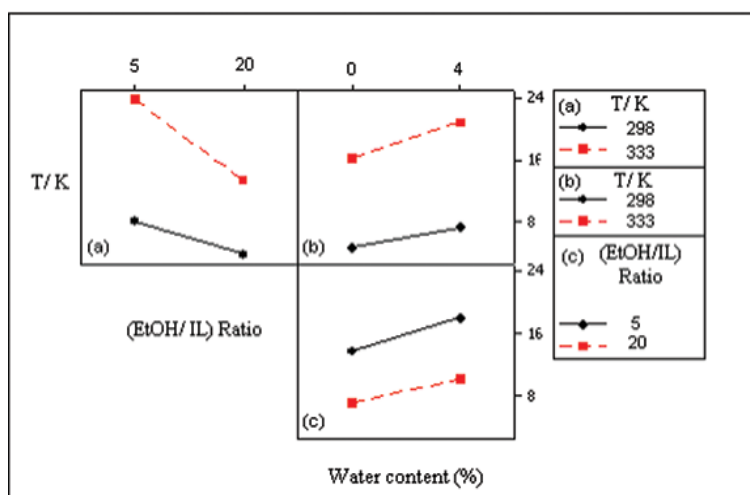 5 20 0 4
24
16
8
T/ K
(a)
(b)
(a) T/ K
298
333
(b) T/ K
298
333
(c) (EtOH/IL)
Ratio
5
20
24
16
8
(EtOH/ IL) Ratio
(c)
Water content (%)